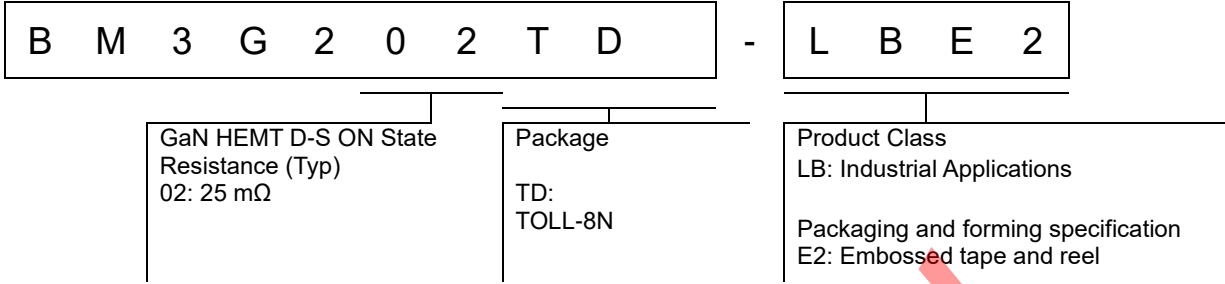 B M 3 G 2 0 2 T D - L B E 2
GaN HEMT D-S ON State
Resistance (Typ)
02: 25 mΩ
Package
TD:
TOLL-8N
Product Class
LB: Industrial Applications
Packaging and forming specification
E2: Embossed tape and reel